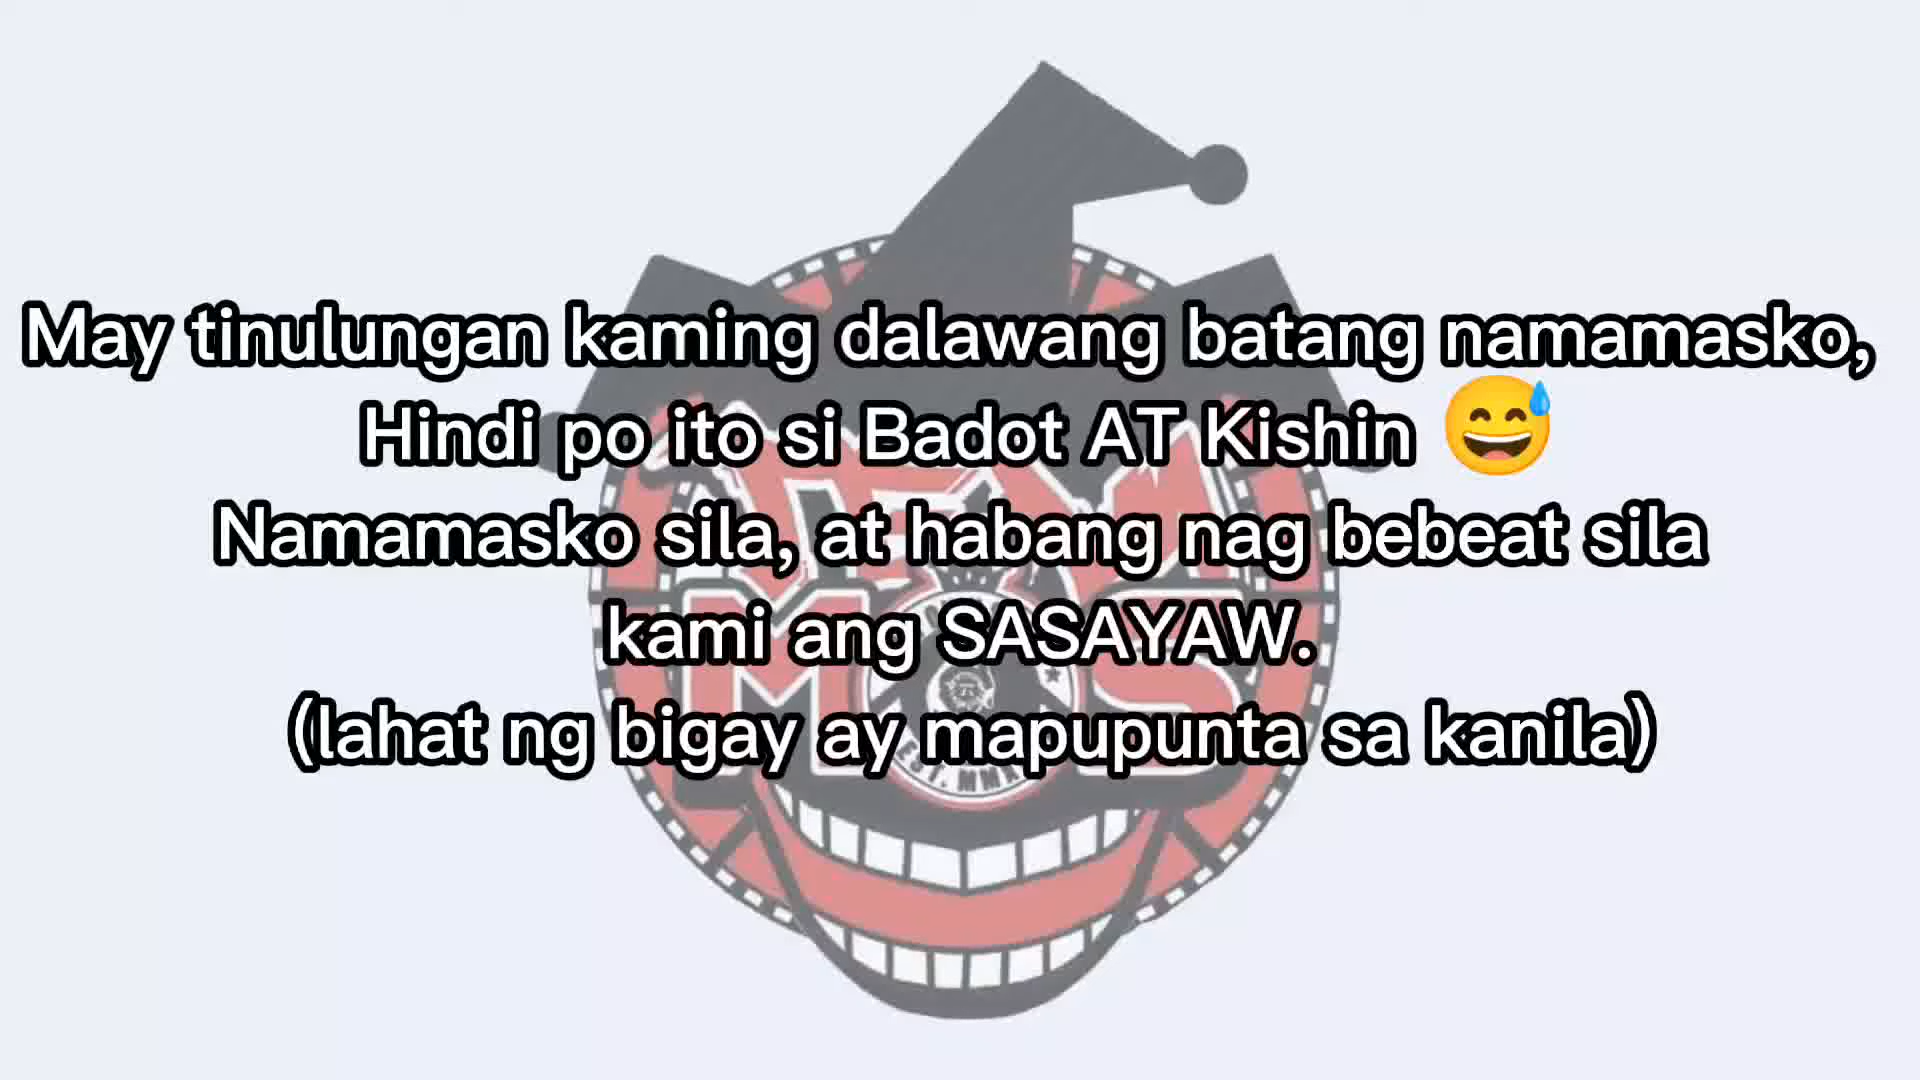 May tinulungan kaming dalawang batang namamasko,
Hindi po ito si Badot AT Kishin 😅
Namamasko sila, at habang nag bebeat sila
kami ang SASAYAW.
(lahat ng bigay ay mapupunta sa kanila)